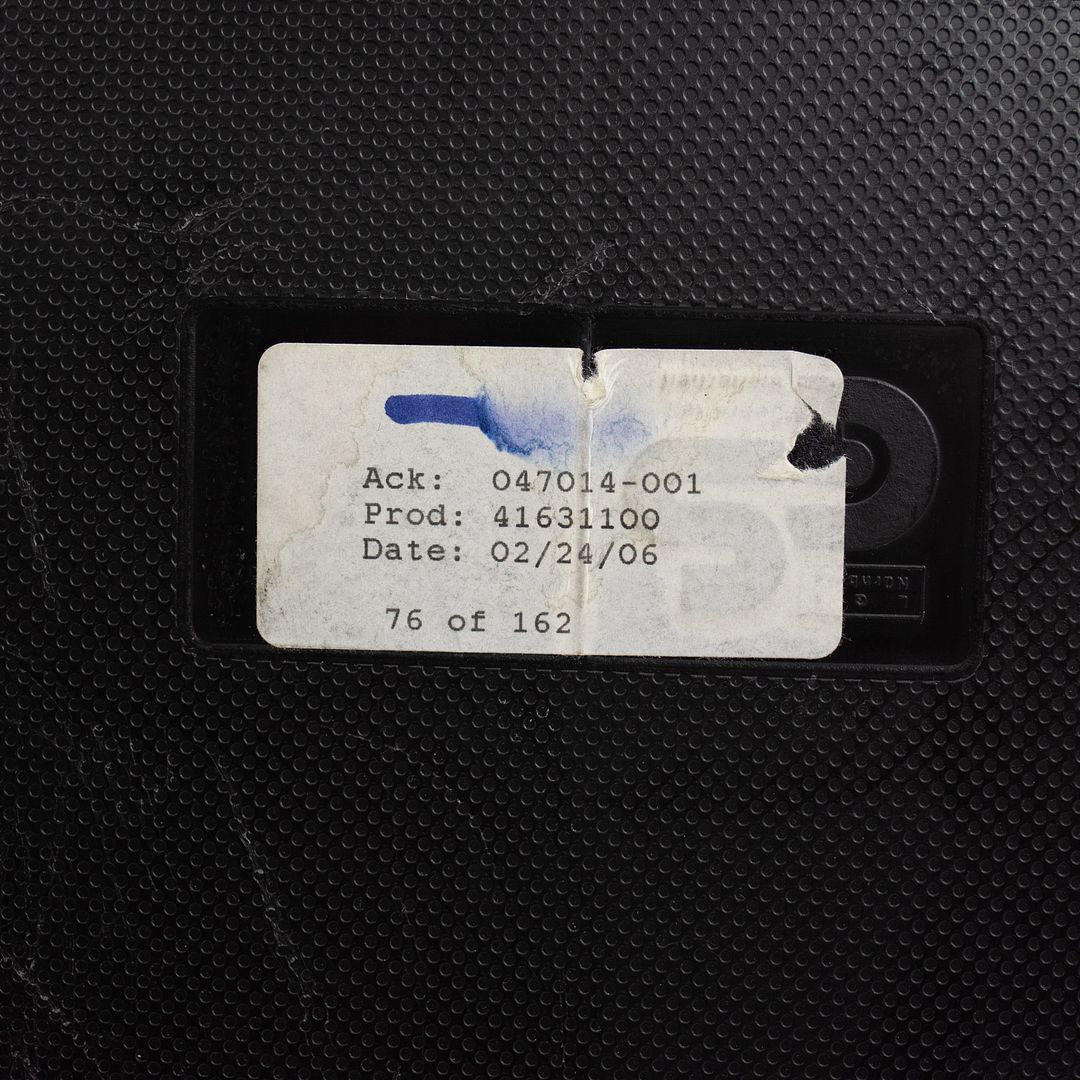 Ack: 047014-001
Prod: 41631100
Date: 02/24/06
76 of 162